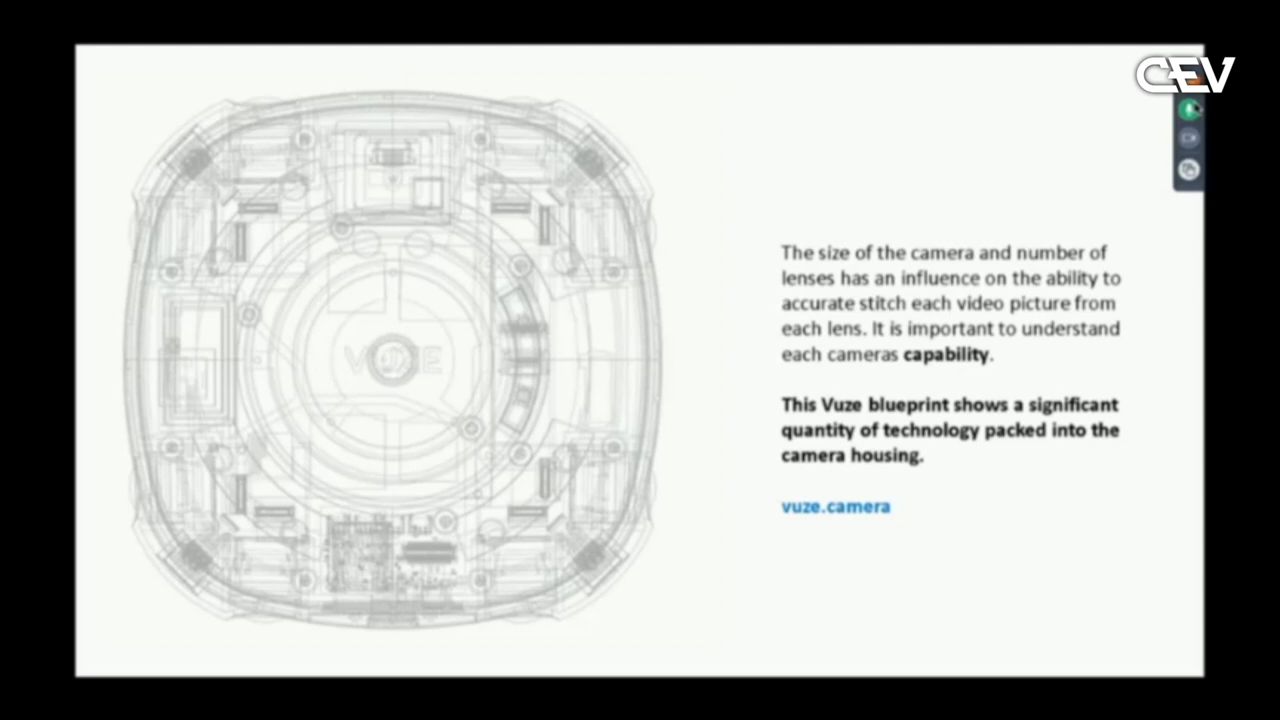 CEV
The size of the camera and number of
lenses has an influence on the ability to
accurate stitch each video picture from
each lens. It is important to understand
each cameras capability.
This Vuze blueprint shows a significant
quantity of technology packed into the
camera housing.
vuze.camera
VUZE